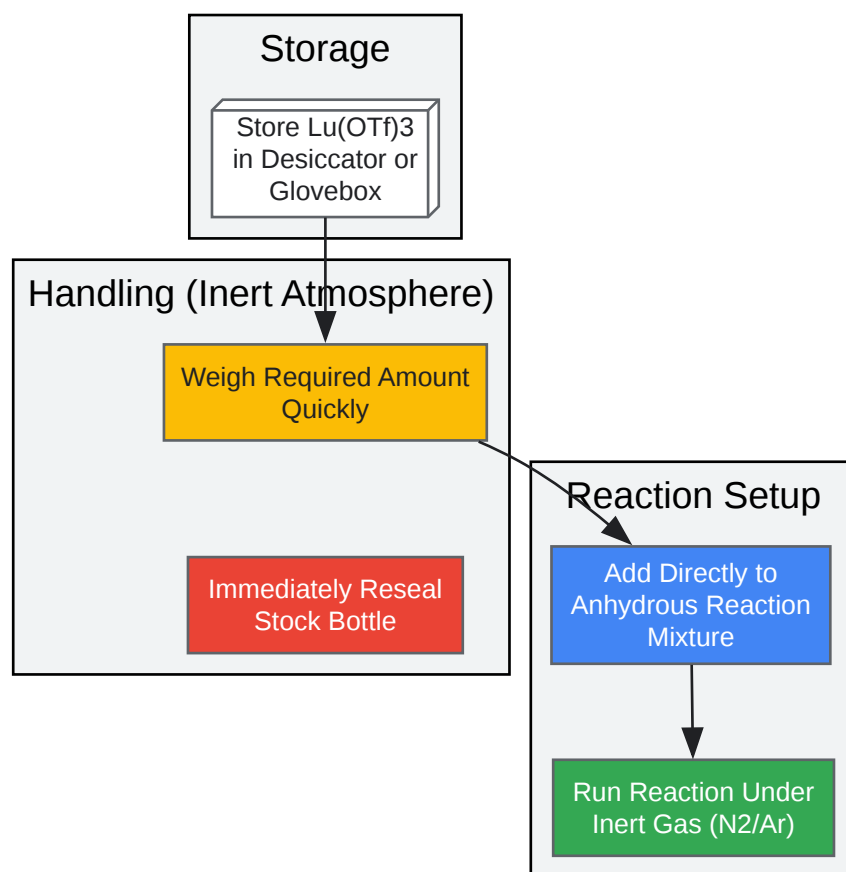 Storage
Store Lu(OTf)3
in Desiccator or
Glovebox
Handling (Inert Atmosphere)
Weigh Required Amount
Quickly
Immediately Reseal
Stock Bottle
Reaction Setup
Add Directly to
Anhydrous Reaction
Mixture
Run Reaction Under
Inert Gas (N2/Ar)